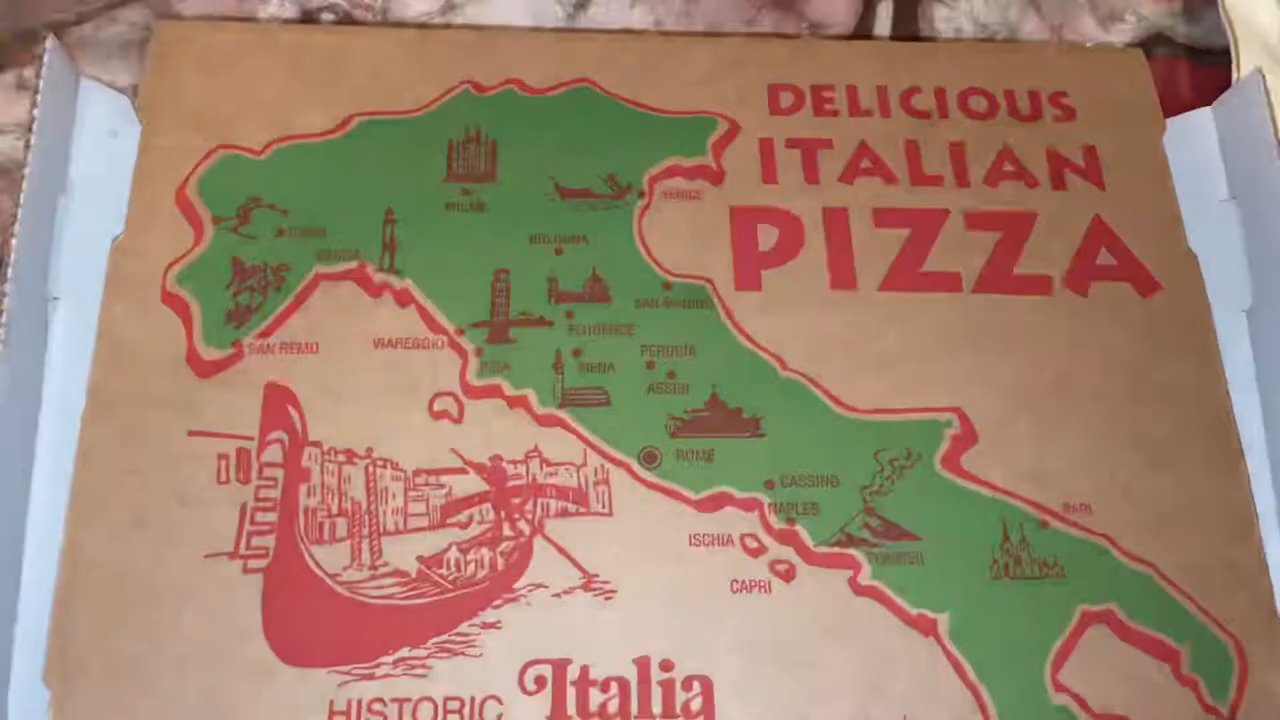 DELICIOUS
ITALIAN
PIZZA
MILAN
VENICE
TURIN
GENOA
BOLOGNA
SAN REMO
VIAREGGIO
FLORENCE
PISA
SIENA
PERUGIA
ASSISI
ROME
CASSINO
NAPLES
BARI
ISCHIA
CAPRI
HISTORIC Italia